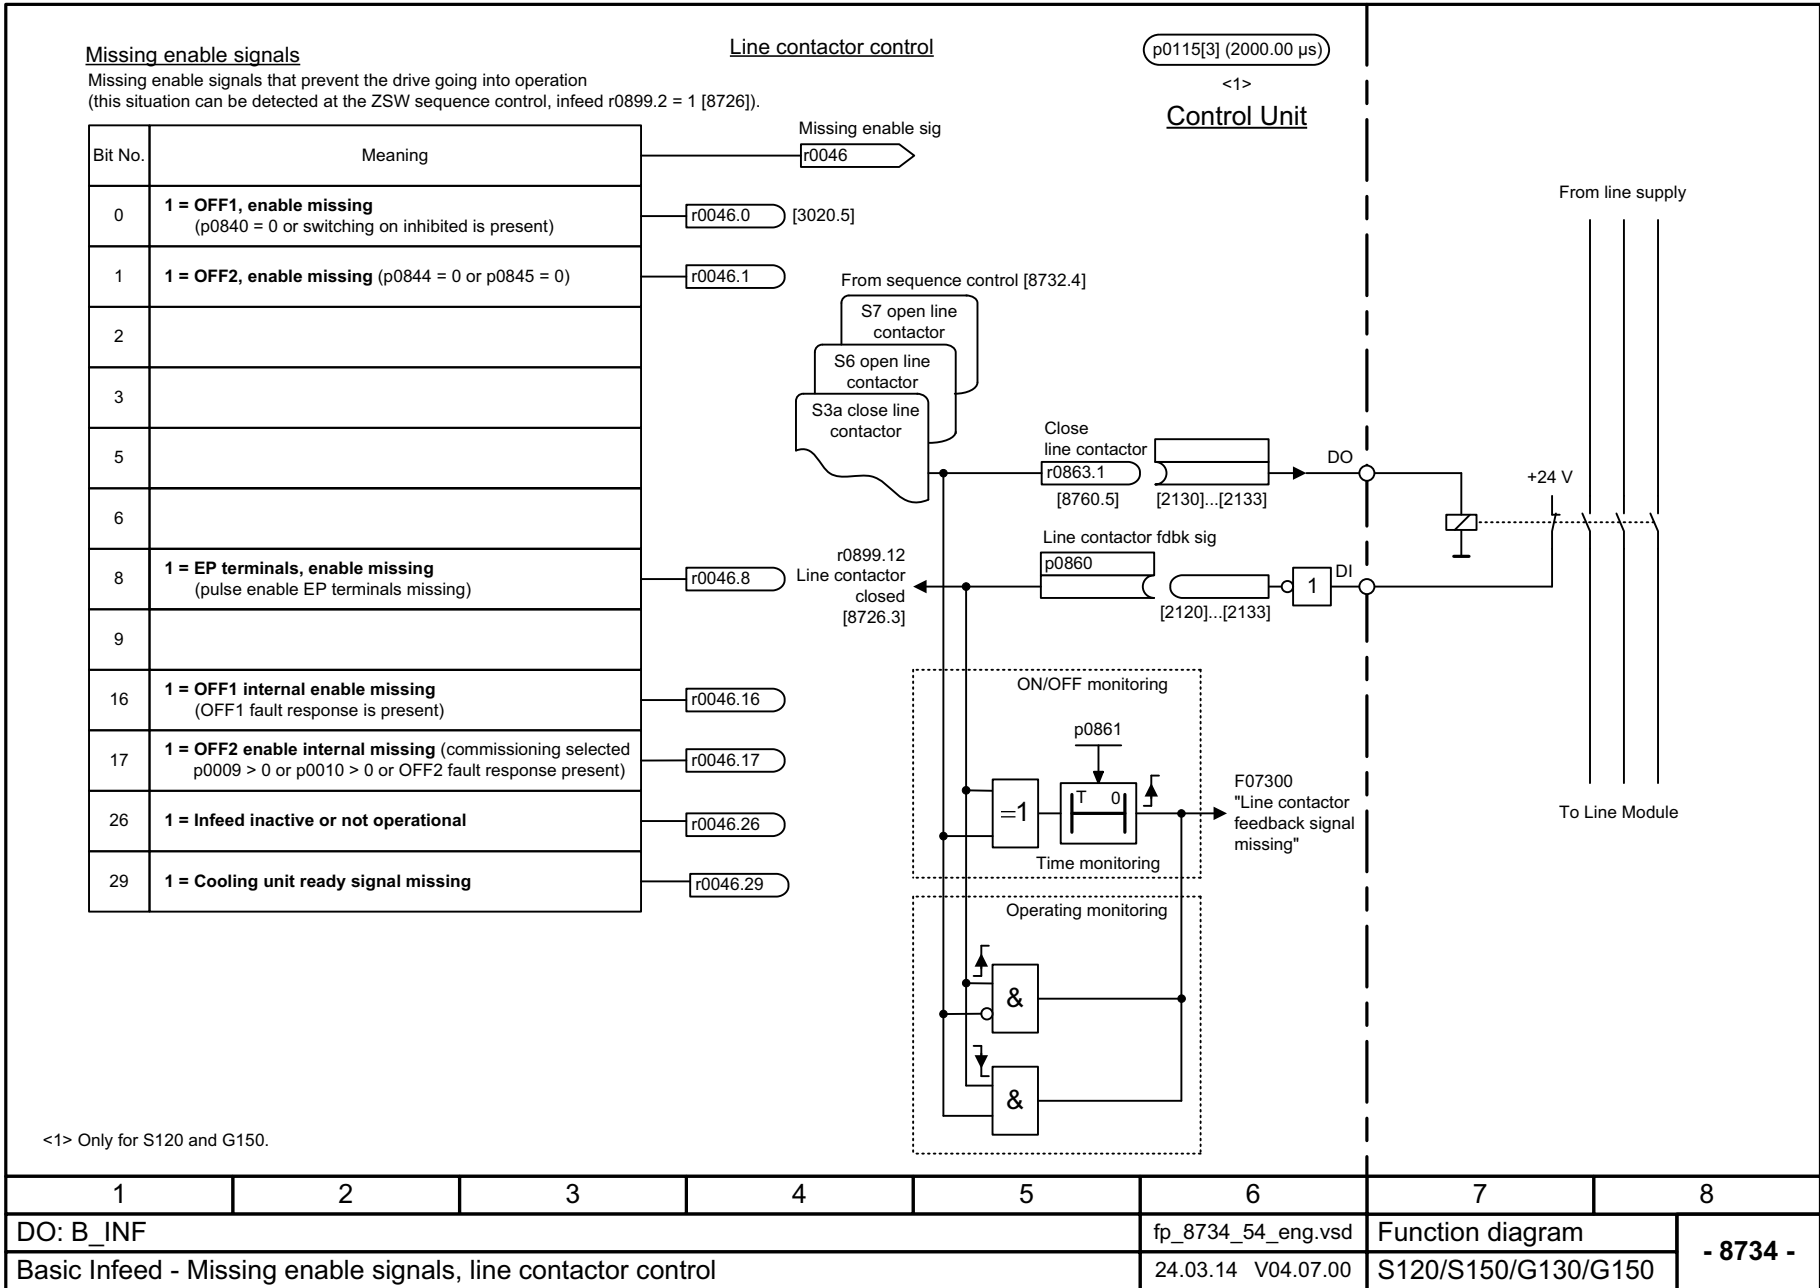 Missing enable signals
Missing enable signals that prevent the drive going into operation
(this situation can be detected at the ZSW sequence control, infeed r0899.2 = 1 [8726]).
Line contactor control
p0115[3] (2000.00 µs)
<1>
Control Unit
Bit No.
Meaning
Missing enable sig
r0046
0
1 = OFF1, enable missing
(p0840 = 0 or switching on inhibited is present)
r0046.0
[3020.5]
1
1 = OFF2, enable missing (p0844 = 0 or p0845 = 0)
r0046.1
2
3
5
6
8
1 = EP terminals, enable missing
(pulse enable EP terminals missing)
r0046.8
9
16
1 = OFF1 internal enable missing
(OFF1 fault response is present)
r0046.16
17
1 = OFF2 enable internal missing (commissioning selected
p0009 > 0 or p0010 > 0 or OFF2 fault response present)
r0046.17
26
1 = Infeed inactive or not operational
r0046.26
29
1 = Cooling unit ready signal missing
r0046.29
From sequence control [8732.4]
S7 open line
contactor
S6 open line
contactor
S3a close line
contactor
Close
line contactor
r0863.1
[8760.5]
[2130]...[2133]
DO
Line contactor fdbk sig
p0860
[2120]...[2133]
1
DI
r0899.12
Line contactor
closed
[8726.3]
From line supply
+24 V
To Line Module
ON/OFF monitoring
p0861
=1
T 0
Time monitoring
F07300
"Line contactor
feedback signal
missing"
Operating monitoring
&
&
<1> Only for S120 and G150.
1 2 3 4 5 6 7 8
DO: B_INF
fp_8734_54_eng.vsd
Function diagram
- 8734 -
Basic Infeed - Missing enable signals, line contactor control
24.03.14 V04.07.00
S120/S150/G130/G150